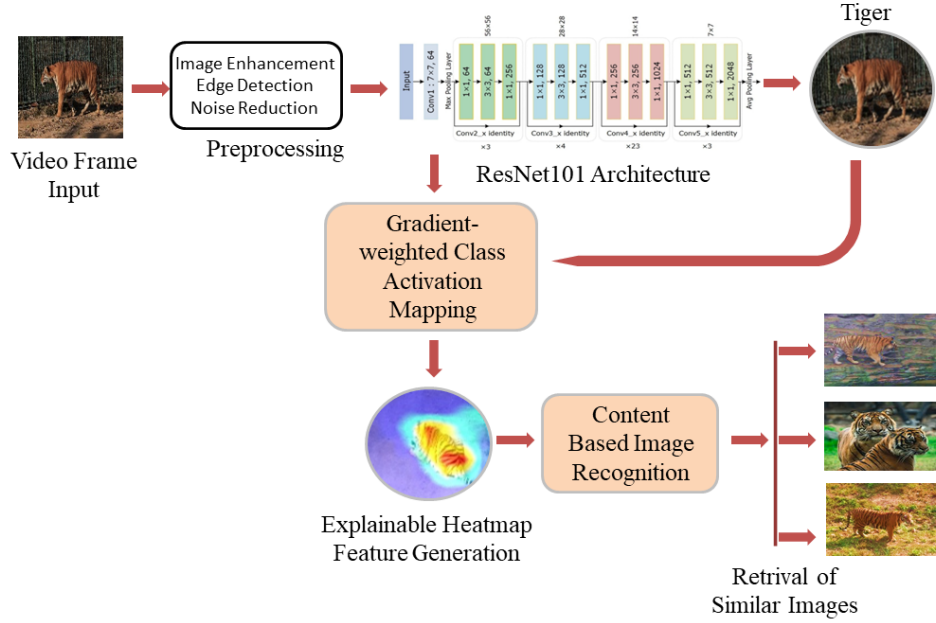 Tiger
Image Enhancement
Edge Detection
Noise Reduction
Preprocessing
Video Frame
Input
Input
Conv1 : 7×7, 64
Max Pooling Layer
1×1, 64
3×3, 64
1×1, 256
56×56
Conv2_x identity
×3
1×1, 128
3×3, 128
1×1, 512
28×28
Conv3_x identity
×4
1×1, 256
3×3, 256
1×1, 1024
14×14
Conv4_x identity
×23
1×1, 512
3×3, 512
1×1, 2048
7×7
Conv5_x identity
×3
Avg Pooling Layer
ResNet101 Architecture
Gradient-
weighted Class
Activation
Mapping
Explainable Heatmap
Feature Generation
Content
Based Image
Recognition
Retrival of
Similar Images